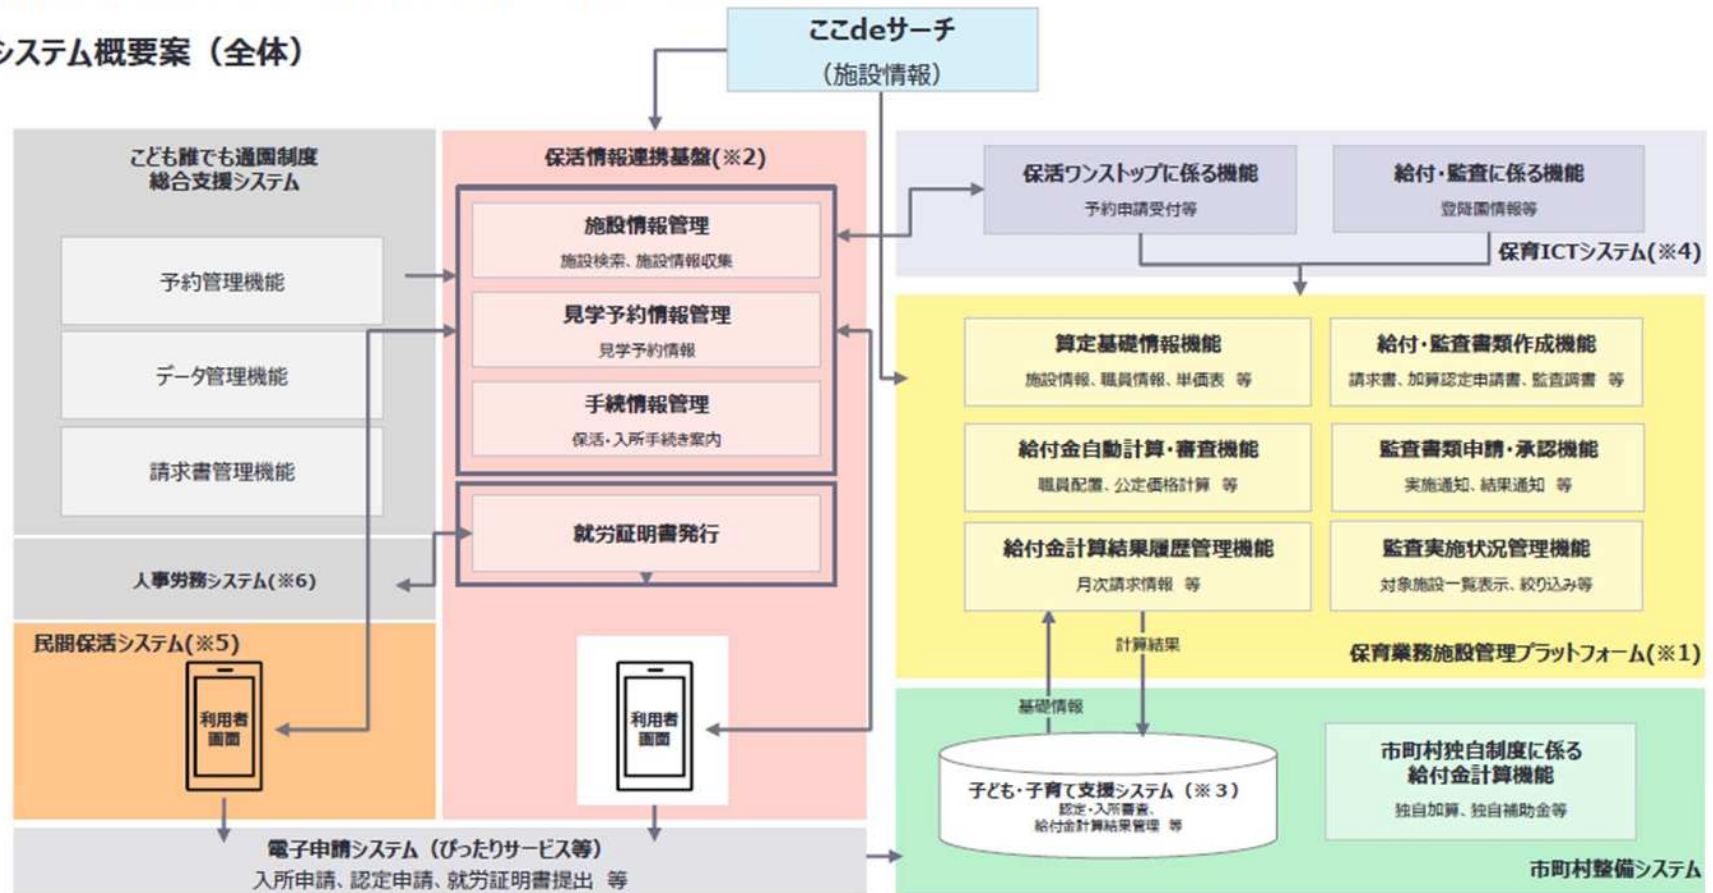 システム概要案（全体）
ここdeサーチ
（施設情報）
こども誰でも通園制度
総合支援システム
予約管理機能
データ管理機能
請求書管理機能
人事労務システム(※6)
民間保活システム(※5)
利用者
画面
保活情報連携基盤(※2)
施設情報管理
施設検索、施設情報収集
見学予約情報管理
見学予約情報
手続情報管理
保活・入所手続き案内
就労証明書発行
利用者
画面
電子申請システム（ぴったりサービス等）
入所申請、認定申請、就労証明書提出 等
保活ワンストップに係る機能
予約申請受付等
給付・監査に係る機能
登降園情報等
保育ICTシステム(※4)
算定基礎情報機能
施設情報、職員情報、単価表 等
給付・監査書類作成機能
請求書、加算認定申請書、監査調書 等
給付金自動計算・審査機能
職員配置、公定価格計算 等
監査書類申請・承認機能
実施通知、結果通知 等
給付金計算結果履歴管理機能
月次請求情報 等
監査実施状況管理機能
対象施設一覧表示、絞り込み等
計算結果
保育業務施設管理プラットフォーム(※1)
基礎情報
子ども・子育て支援システム（※３）
認定・入所審査、
給付金計算結果管理 等
市町村独自制度に係る
給付金計算機能
独自加算、独自補助金等
市町村整備システム